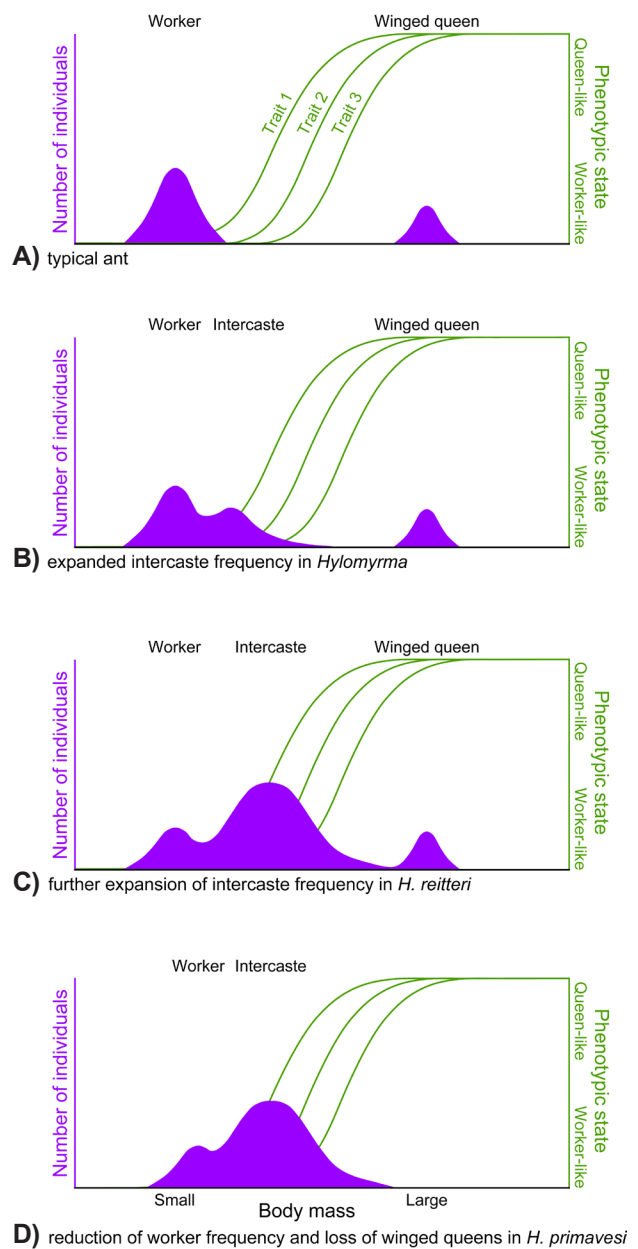 Worker Winged queen
Number of individuals
Trait 1
Trait 2
Trait 3
Queen-like
Worker-like
Phenotypic state
A) typical ant
Worker Intercaste Winged queen
Number of individuals
Queen-like
Worker-like
Phenotypic state
B) expanded intercaste frequency in Hylomyrma
Worker Intercaste Winged queen
Number of individuals
Queen-like
Worker-like
Phenotypic state
C) further expansion of intercaste frequency in H. reitteri
Worker Intercaste
Number of individuals
Queen-like
Worker-like
Phenotypic state
Small Body mass Large
D) reduction of worker frequency and loss of winged queens in H. primavesi